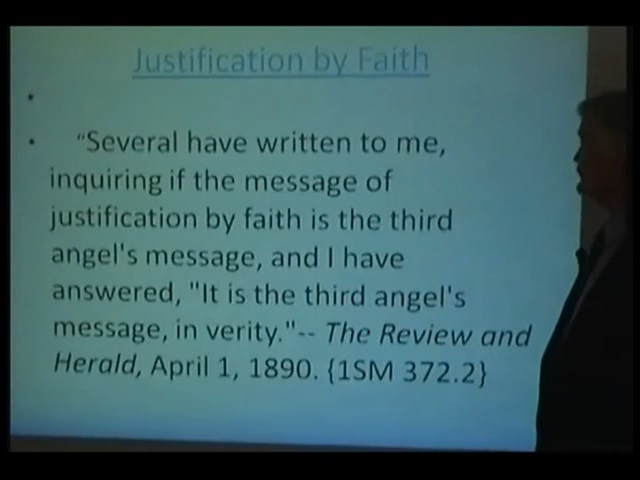 Justification by Faith
•
• “Several have written to me,
inquiring if the message of
justification by faith is the third
angel's message, and I have
answered, "It is the third angel's
message, in verity."-- The Review and
Herald, April 1, 1890. {1SM 372.2}